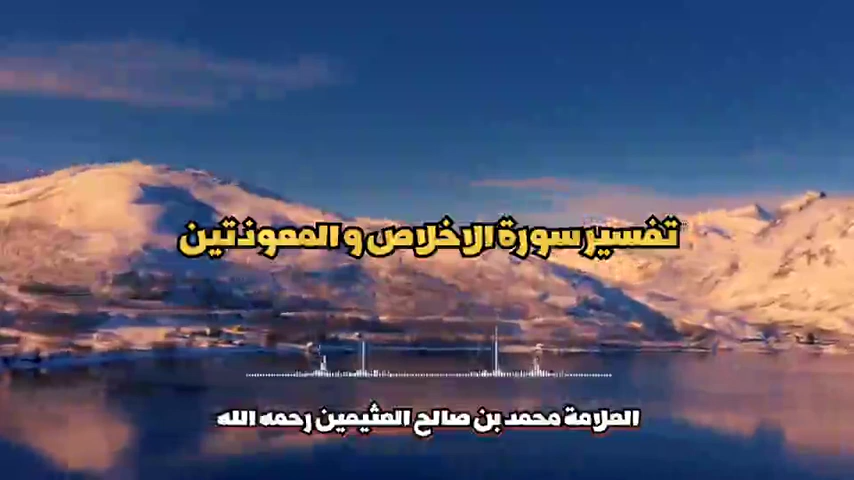 تفسير سورة الاخلاص و المعوذتين
العلامة محمد بن صالح العثيمين رحمه الله